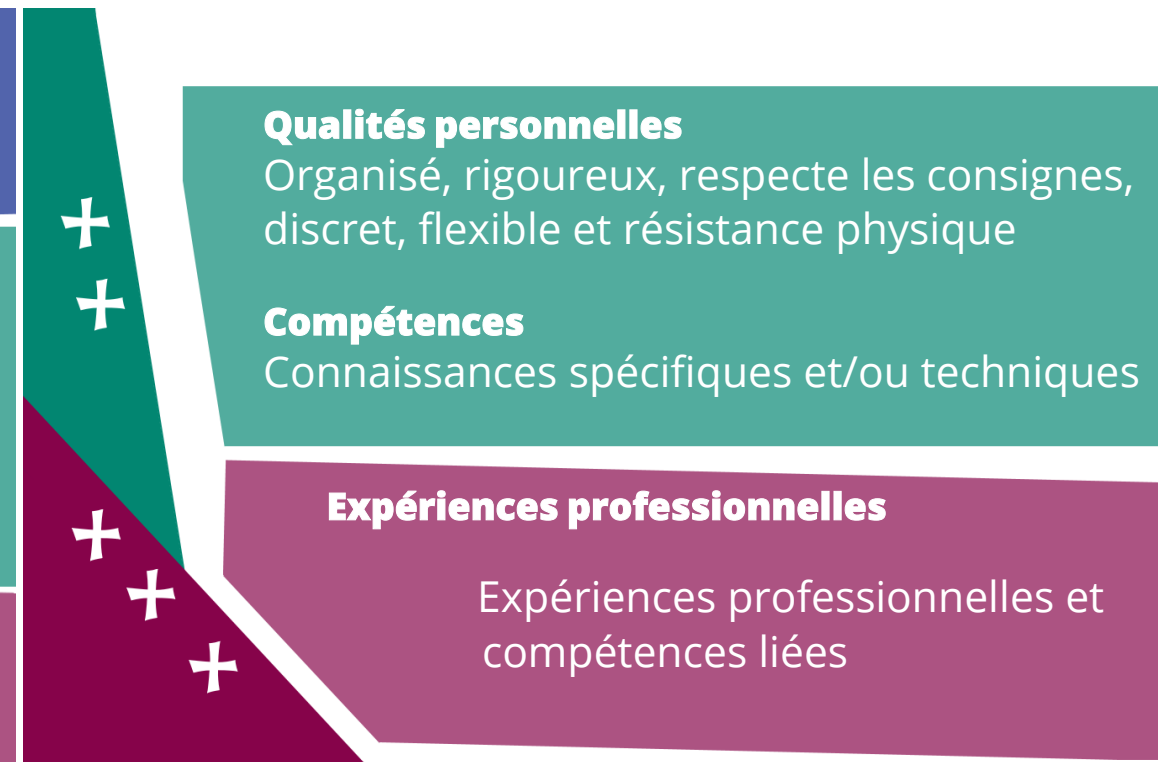 Qualités personnelles
Organisé, rigoureux, respecte les consignes,
discret, flexible et résistance physique
Compétences
Connaissances spécifiques et/ou techniques
Expériences professionnelles
Expériences professionnelles et
compétences liées